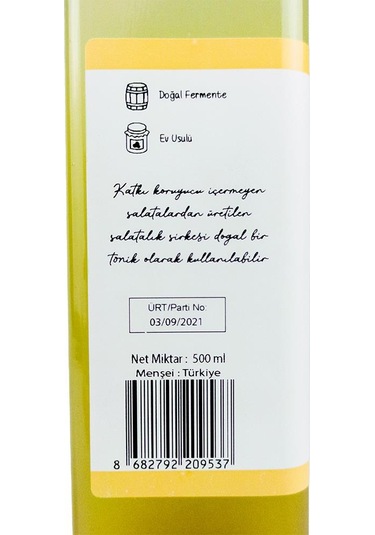 Doğal Fermente
Ev Usulü
Katkı koruyucu içermeyen
salatalardan üretilen
salatalık sirkesi dogal bir
tonik olarak kullanılabilir
ÜRT/Parti No:
03/09/2021
Net Miktar : 500 ml
Menşei : Türkiye
8 682792 209537